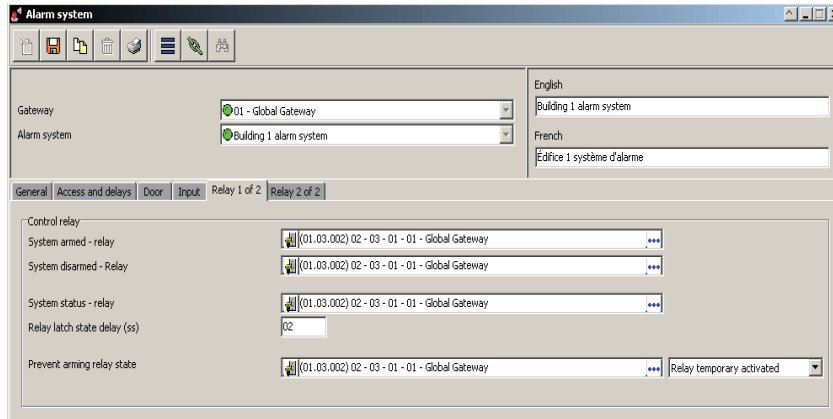 Alarm system
English
Gateway
01 - Global Gateway
Building 1 alarm system
Alarm system
Building 1 alarm system
French
Édifice 1 système d'alarme
General Access and delays Door Input Relay 1 of 2 Relay 2 of 2
Control relay
System armed - relay (01.03.002) 02 - 03 - 01 - 01 - Global Gateway
System disarmed - Relay (01.03.002) 02 - 03 - 01 - 01 - Global Gateway
System status - relay (01.03.002) 02 - 03 - 01 - 01 - Global Gateway
Relay latch state delay (ss) 02
Prevent arming relay state (01.03.002) 02 - 03 - 01 - 01 - Global Gateway Relay temporary activated